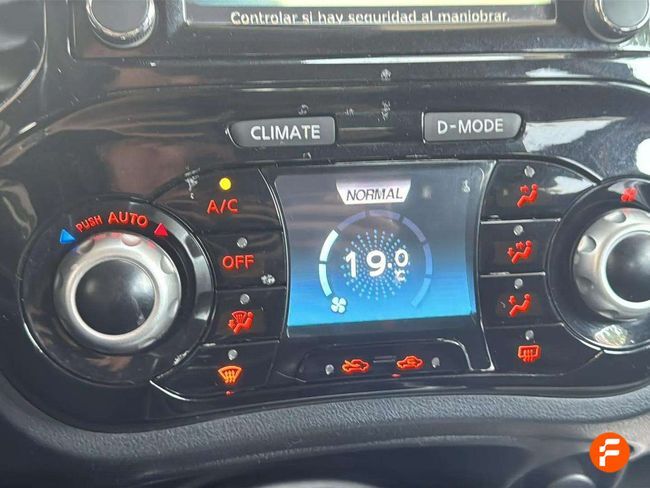 Controlar si hay seguridad al maniobrar.
CLIMATE
D-MODE
PUSH AUTO
A/C
NORMAL
OFF
19.0
°C